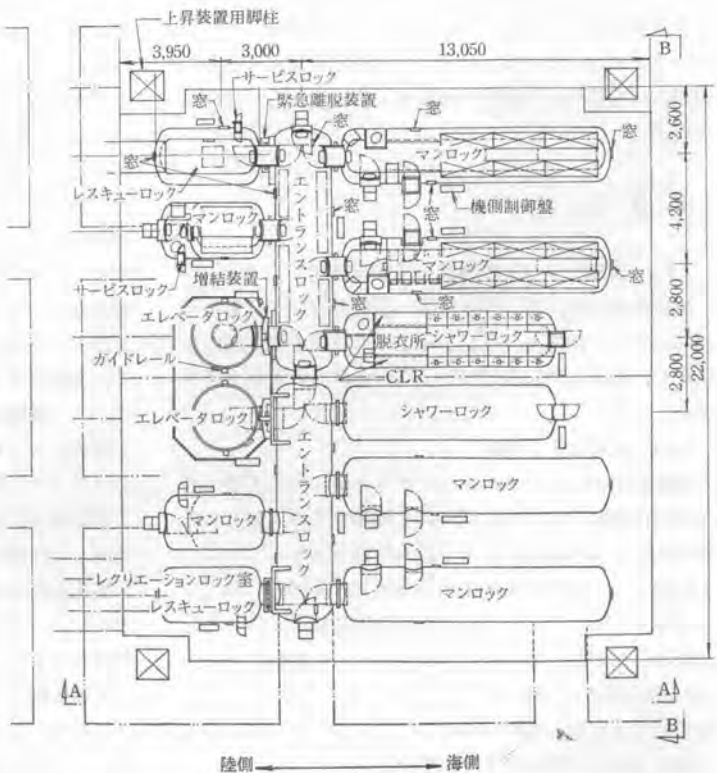 上昇装置用脚柱
B
3,950
3,000
13,050
サービスロック
窓
緊急離脱装置
窓
窓
2,600
窓
マンロック
窓
レスキューロック
エントランスロック
機側制御盤
マンロック
窓
窓
4,200
マンロック
窓
サービスロック
増結装置
窓
エレベータロック
2,800
脱衣所
シャワーロック
ガイドレール
CLR
2,800
22,000
エレベータロック
シャワーロック
エントランスロック
マンロック
マンロック
レクリエーションロック室
レスキューロック
マンロック
A
A
B
陸側
海側